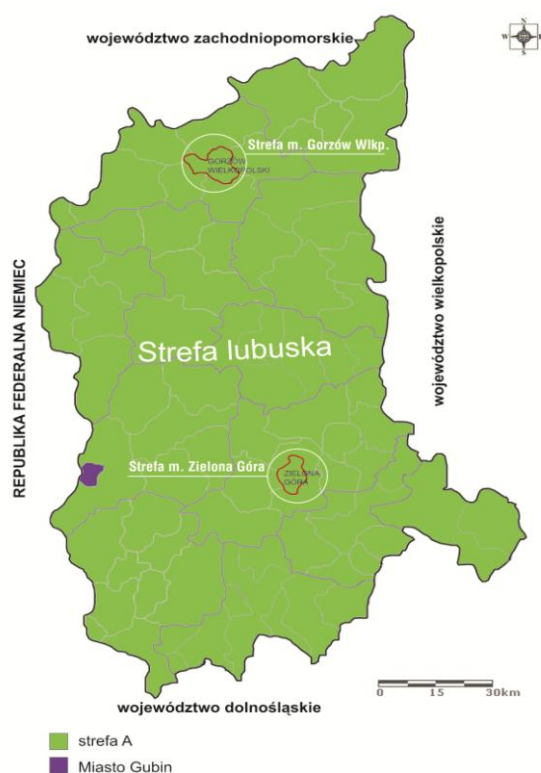 województwo zachodniopomorskie
N
W E
S
Strefa m. Gorzów Wlkp.
GORZÓW
WIELKOPOLSKI
województwo wielkopolskie
Strefa lubuska
REPUBLIKA FEDERALNA NIEMIEC
Strefa m. Zielona Góra
ZIELONA
GÓRA
0 15 30km
województwo dolnośląskie
strefa A
Miasto Gubin